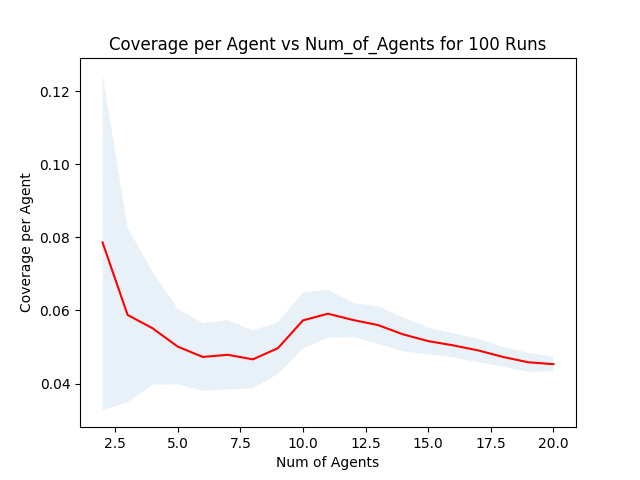 Coverage per Agent vs Num_of_Agents for 100 Runs
0.12
0.10
0.08
0.06
0.04
Coverage per Agent
2.5 5.0 7.5 10.0 12.5 15.0 17.5 20.0
Num of Agents